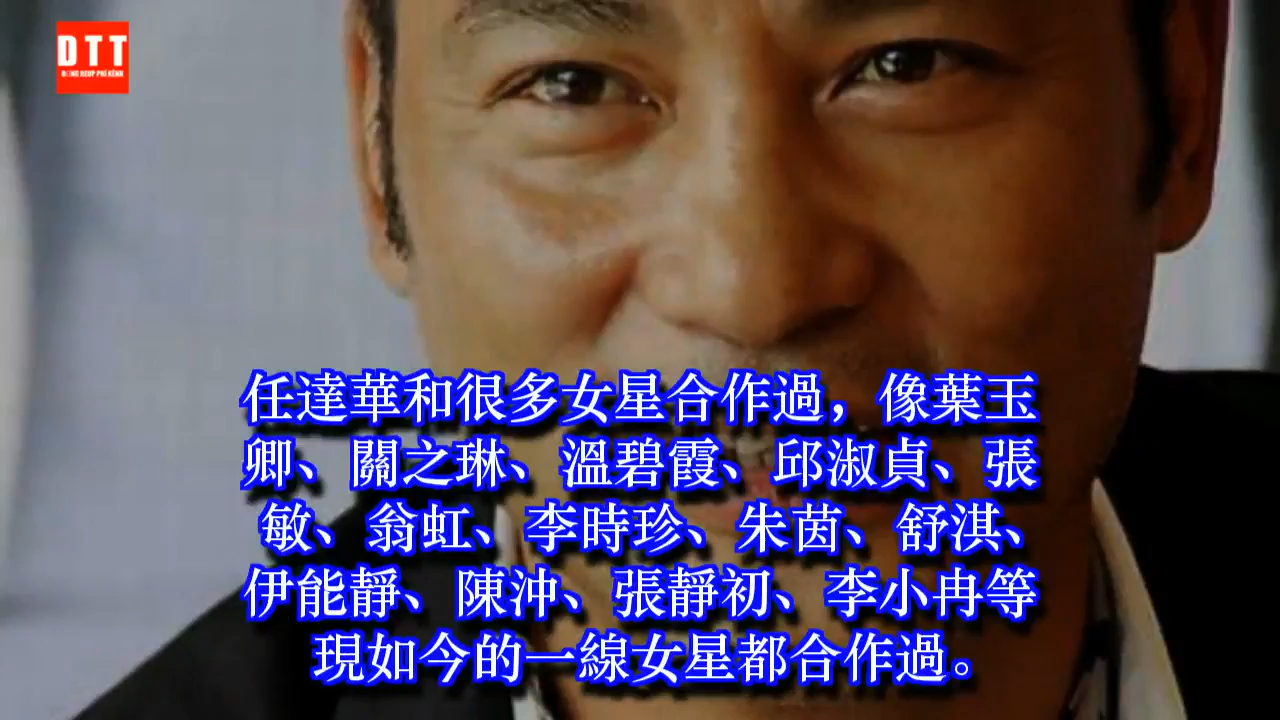 DTT
任達華和很多女星合作過，像葉玉
卿、關之琳、溫碧霞、邱淑貞、張
敏、翁虹、李時珍、朱茵、舒淇、
伊能靜、陳沖、張靜初、李小冉等
現如今的一線女星都合作過。